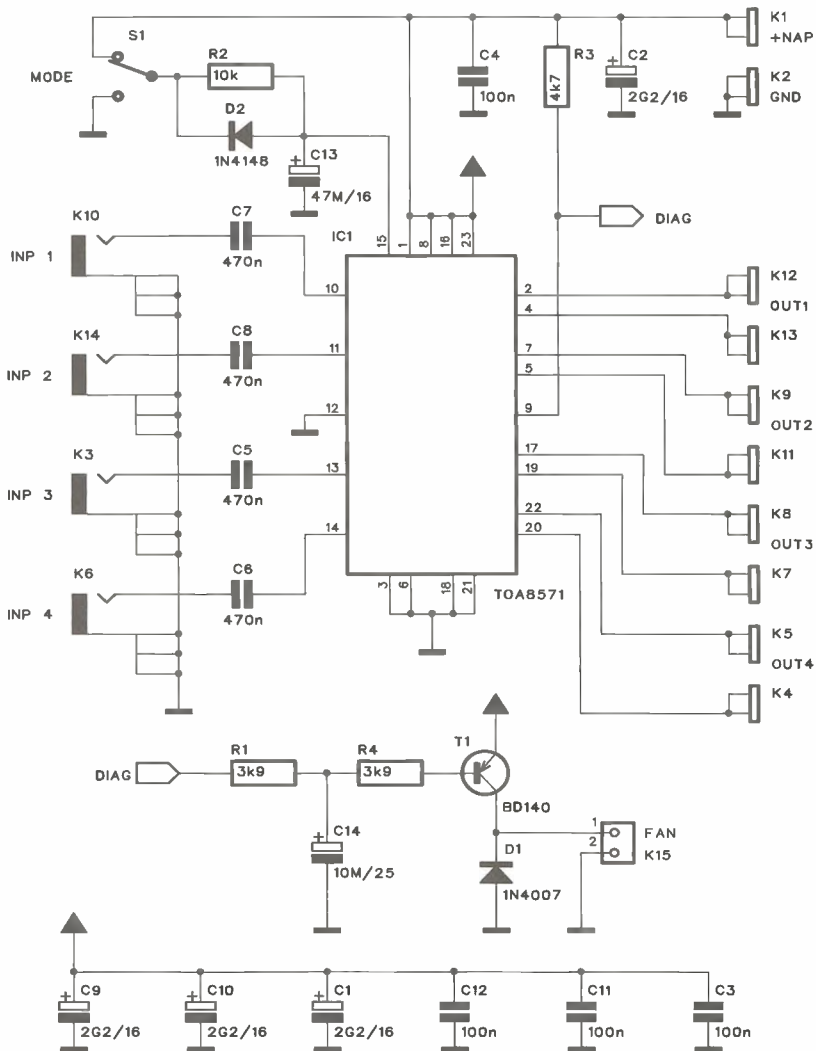 K1
+NAP
S1
R2
10k
MODE
C4
100n
R3
4k7
C2
+
2G2/16
K2
GND
D2
1N4148
+
C13
47M/16
DIAG
K10
C7
470n
INP 1
IC1
15
1
8
16
23
10
2
4
K12
OUT1
K14
C8
470n
INP 2
11
7
5
K13
K9
OUT2
12
9
K11
K3
C5
470n
INP 3
13
17
19
K8
OUT3
14
22
20
K6
C6
470n
INP 4
3
6
18
21
TOA8571
K7
K5
OUT4
K4
DIAG
R1
3k9
R4
3k9
T1
BD140
+
C14
10M/25
D1
1N4007
1
2
FAN
K15
+
C9
2G2/16
+
C10
2G2/16
+
C1
2G2/16
C12
100n
C11
100n
C3
100n